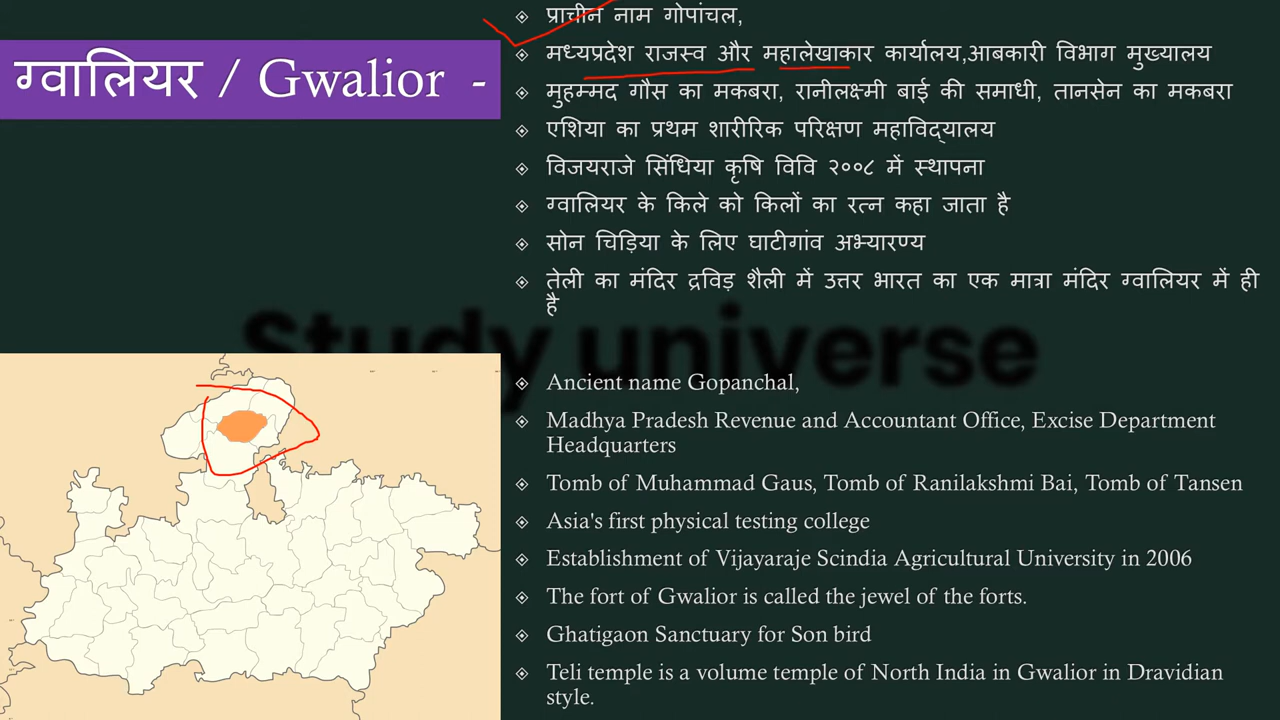 ग्वालियर / Gwalior -
◈ प्राचीन नाम गोपांचल,
◈ मध्यप्रदेश राजस्व और महालेखाकार कार्यालय,आबकारी विभाग मुख्यालय
◈ मुहम्मद गौस का मकबरा, रानीलक्ष्मी बाई की समाधी, तानसेन का मकबरा
◈ एशिया का प्रथम शारीरिक परिक्षण महाविद्यालय
◈ विजयराजे सिंधिया कृषि विवि २००८ में स्थापना
◈ ग्वालियर के किले को किलों का रत्न कहा जाता है
◈ सोन चिड़िया के लिए घाटीगांव अभ्यारण्य
◈ तेली का मंदिर द्रविड़ शैली में उत्तर भारत का एक मात्रा मंदिर ग्वालियर में ही
है
Study universe
◈ Ancient name Gopanchal,
◈ Madhya Pradesh Revenue and Accountant Office, Excise Department
Headquarters
◈ Tomb of Muhammad Gaus, Tomb of Ranilakshmi Bai, Tomb of Tansen
◈ Asia's first physical testing college
◈ Establishment of Vijayaraje Scindia Agricultural University in 2006
◈ The fort of Gwalior is called the jewel of the forts.
◈ Ghatigaon Sanctuary for Son bird
◈ Teli temple is a volume temple of North India in Gwalior in Dravidian
style.